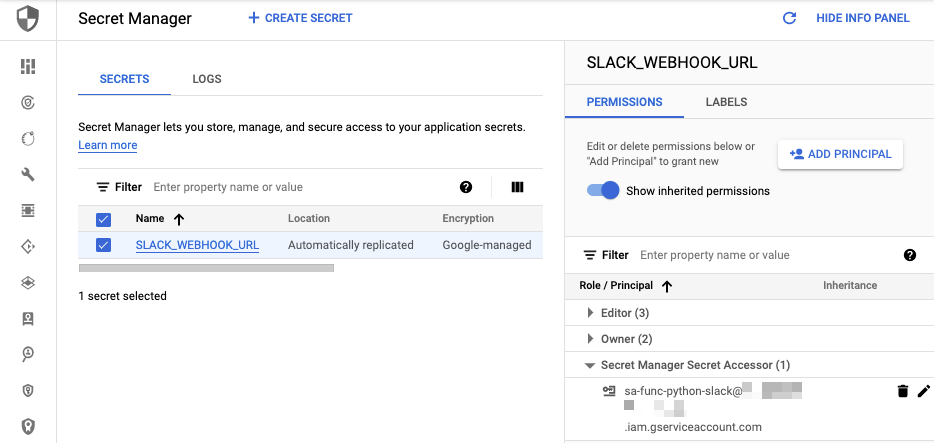 Secret Manager
CREATE SECRET
HIDE INFO PANEL
SECRETS
LOGS
Secret Manager lets you store, manage, and secure access to your application secrets.
Learn more
Filter
Enter property name or value
Name
Location
Encryption
SLACK_WEBHOOK_URL
Automatically replicated
Google-managed
1 secret selected
SLACK_WEBHOOK_URL
PERMISSIONS
LABELS
Edit or delete permissions below or
"Add Principal" to grant new
ADD PRINCIPAL
Show inherited permissions
Filter
Enter property name or value
Role / Principal
Inheritance
Editor (3)
Owner (2)
Secret Manager Secret Accessor (1)
sa-func-python-slack@
.iam.gserviceaccount.com